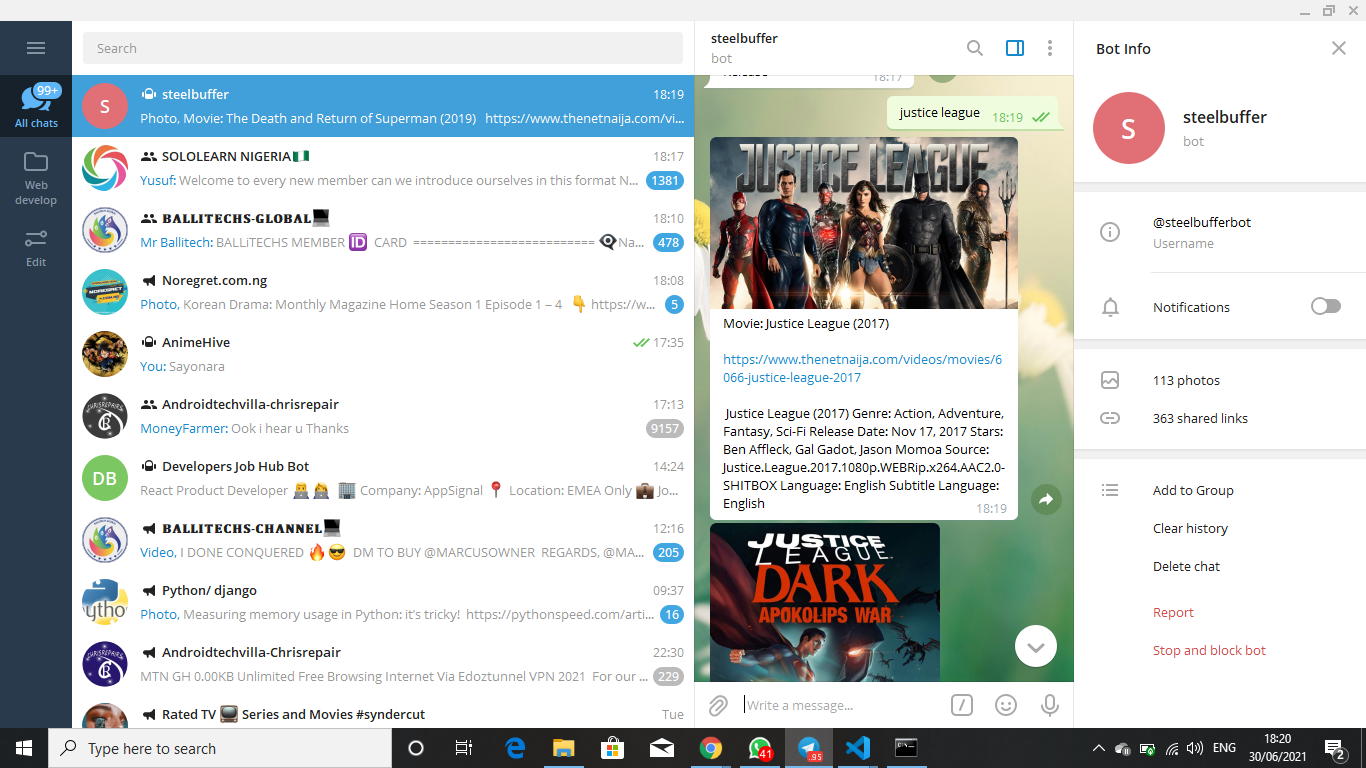 Search
99+
All chats
Web
develop
Edit
S
steelbuffer
18:19
Photo, Movie: The Death and Return of Superman (2019) https://www.thenetnaija.com/vi...
SOLOLEARN NIGERIA🇳🇬
18:17
Yusuf: Welcome to every new member can we introduce ourselves in this format N...
1381
𝐁𝐀𝐋𝐋𝐈𝐓𝐄𝐂𝐇𝐒-𝐆𝐋𝐎𝐁𝐀𝐋💻
18:10
Mr Ballitech: BALLiTECHS MEMBER 🆔 CARD ========================= 👁‍🗨Na...
478
Noregret.com.ng
18:08
Photo, Korean Drama: Monthly Magazine Home Season 1 Episode 1 – 4 👇 https://w...
5
AnimeHive
17:35
You: Sayonara
Androidtechvilla-chrisrepair
17:13
MoneyFarmer: Ook i hear u Thanks
9157
DB
Developers Job Hub Bot
14:24
React Product Developer 👨‍💻 👩‍💻 🏢 Company: AppSignal 📍 Location: EMEA Only 💼 Jo...
𝐁𝐀𝐋𝐋𝐈𝐓𝐄𝐂𝐇𝐒-𝐂𝐇𝐀𝐍𝐍𝐄𝐋💻
12:16
Video, I DONE CONQUERED 🔥 😎 DM TO BUY @MARCUSOWNER REGARDS, @MA...
205
Python/ django
09:37
Photo, Measuring memory usage in Python: it's tricky! https://pythonspeed.com/arti...
16
Androidtechvilla-Chrisrepair
22:30
MTN GH 0.00KB Unlimited Free Browsing Internet Via Edoztunnel VPN 2021 For our ...
229
Rated TV 📺 Series and Movies #syndercut
Tue
steelbuffer
bot
Release
18:17
justice league 18:19
JUSTICE LEAGUE
Movie: Justice League (2017)
https://www.thenetnaija.com/videos/movies/6
066-justice-league-2017
Justice League (2017) Genre: Action, Adventure,
Fantasy, Sci-Fi Release Date: Nov 17, 2017 Stars:
Ben Affleck, Gal Gadot, Jason Momoa Source:
Justice.League.2017.1080p.WEBRip.x264.AAC2.0-
SHITBOX Language: English Subtitle Language:
English
18:19
JUSTICE
LEAGUE
DARK
APOKOLIPS WAR
Write a message...
Bot Info
S
steelbuffer
bot
@steelbufferbot
Username
Notifications
113 photos
363 shared links
Add to Group
Clear history
Delete chat
Report
Stop and block bot
Type here to search
41
.95
ENG
18:20
30/06/2021
2